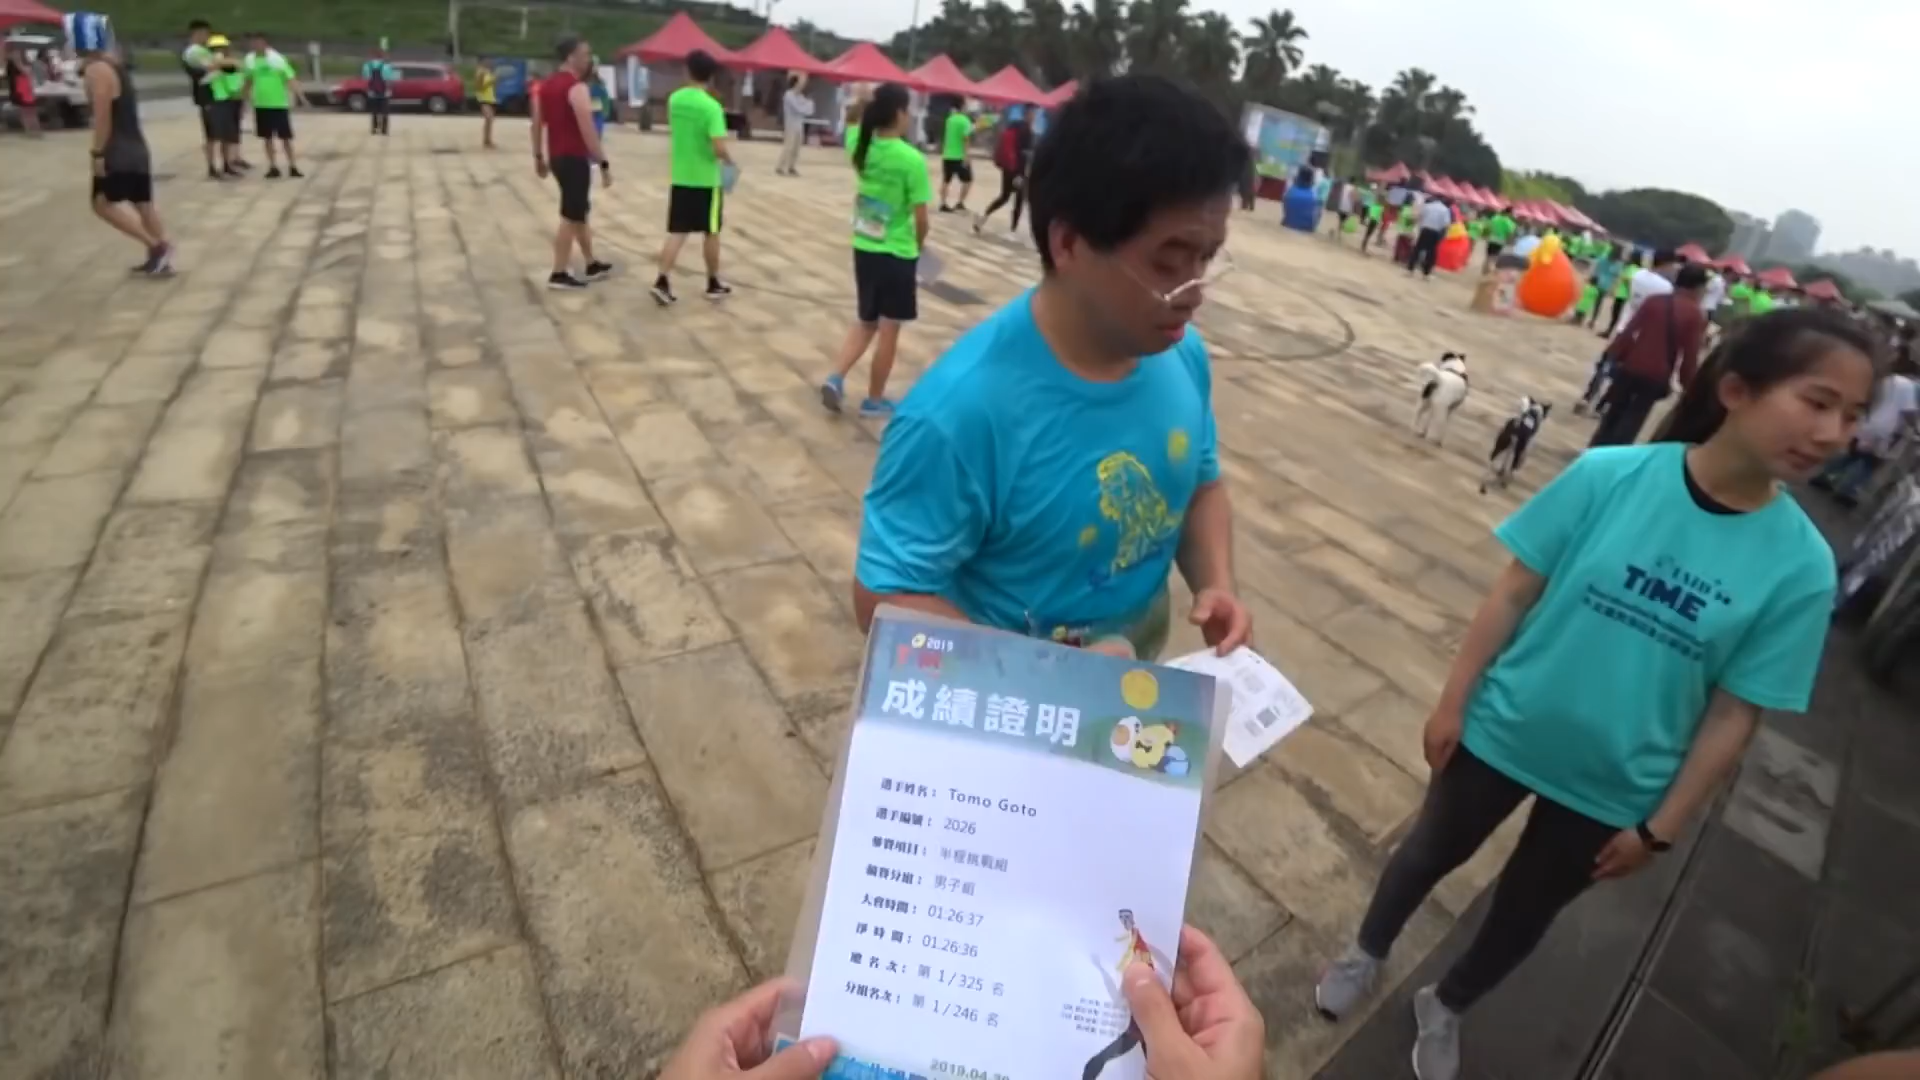 2019
成績證明
選手姓名： Tomo Goto
選手編號： 2026
參賽項目： 半程挑戰組
競賽分組： 男子組
大會時間： 01:26:37
淨時間： 01:26:36
總名次： 第 1/325 名
分組名次： 第 1/246 名
TIME